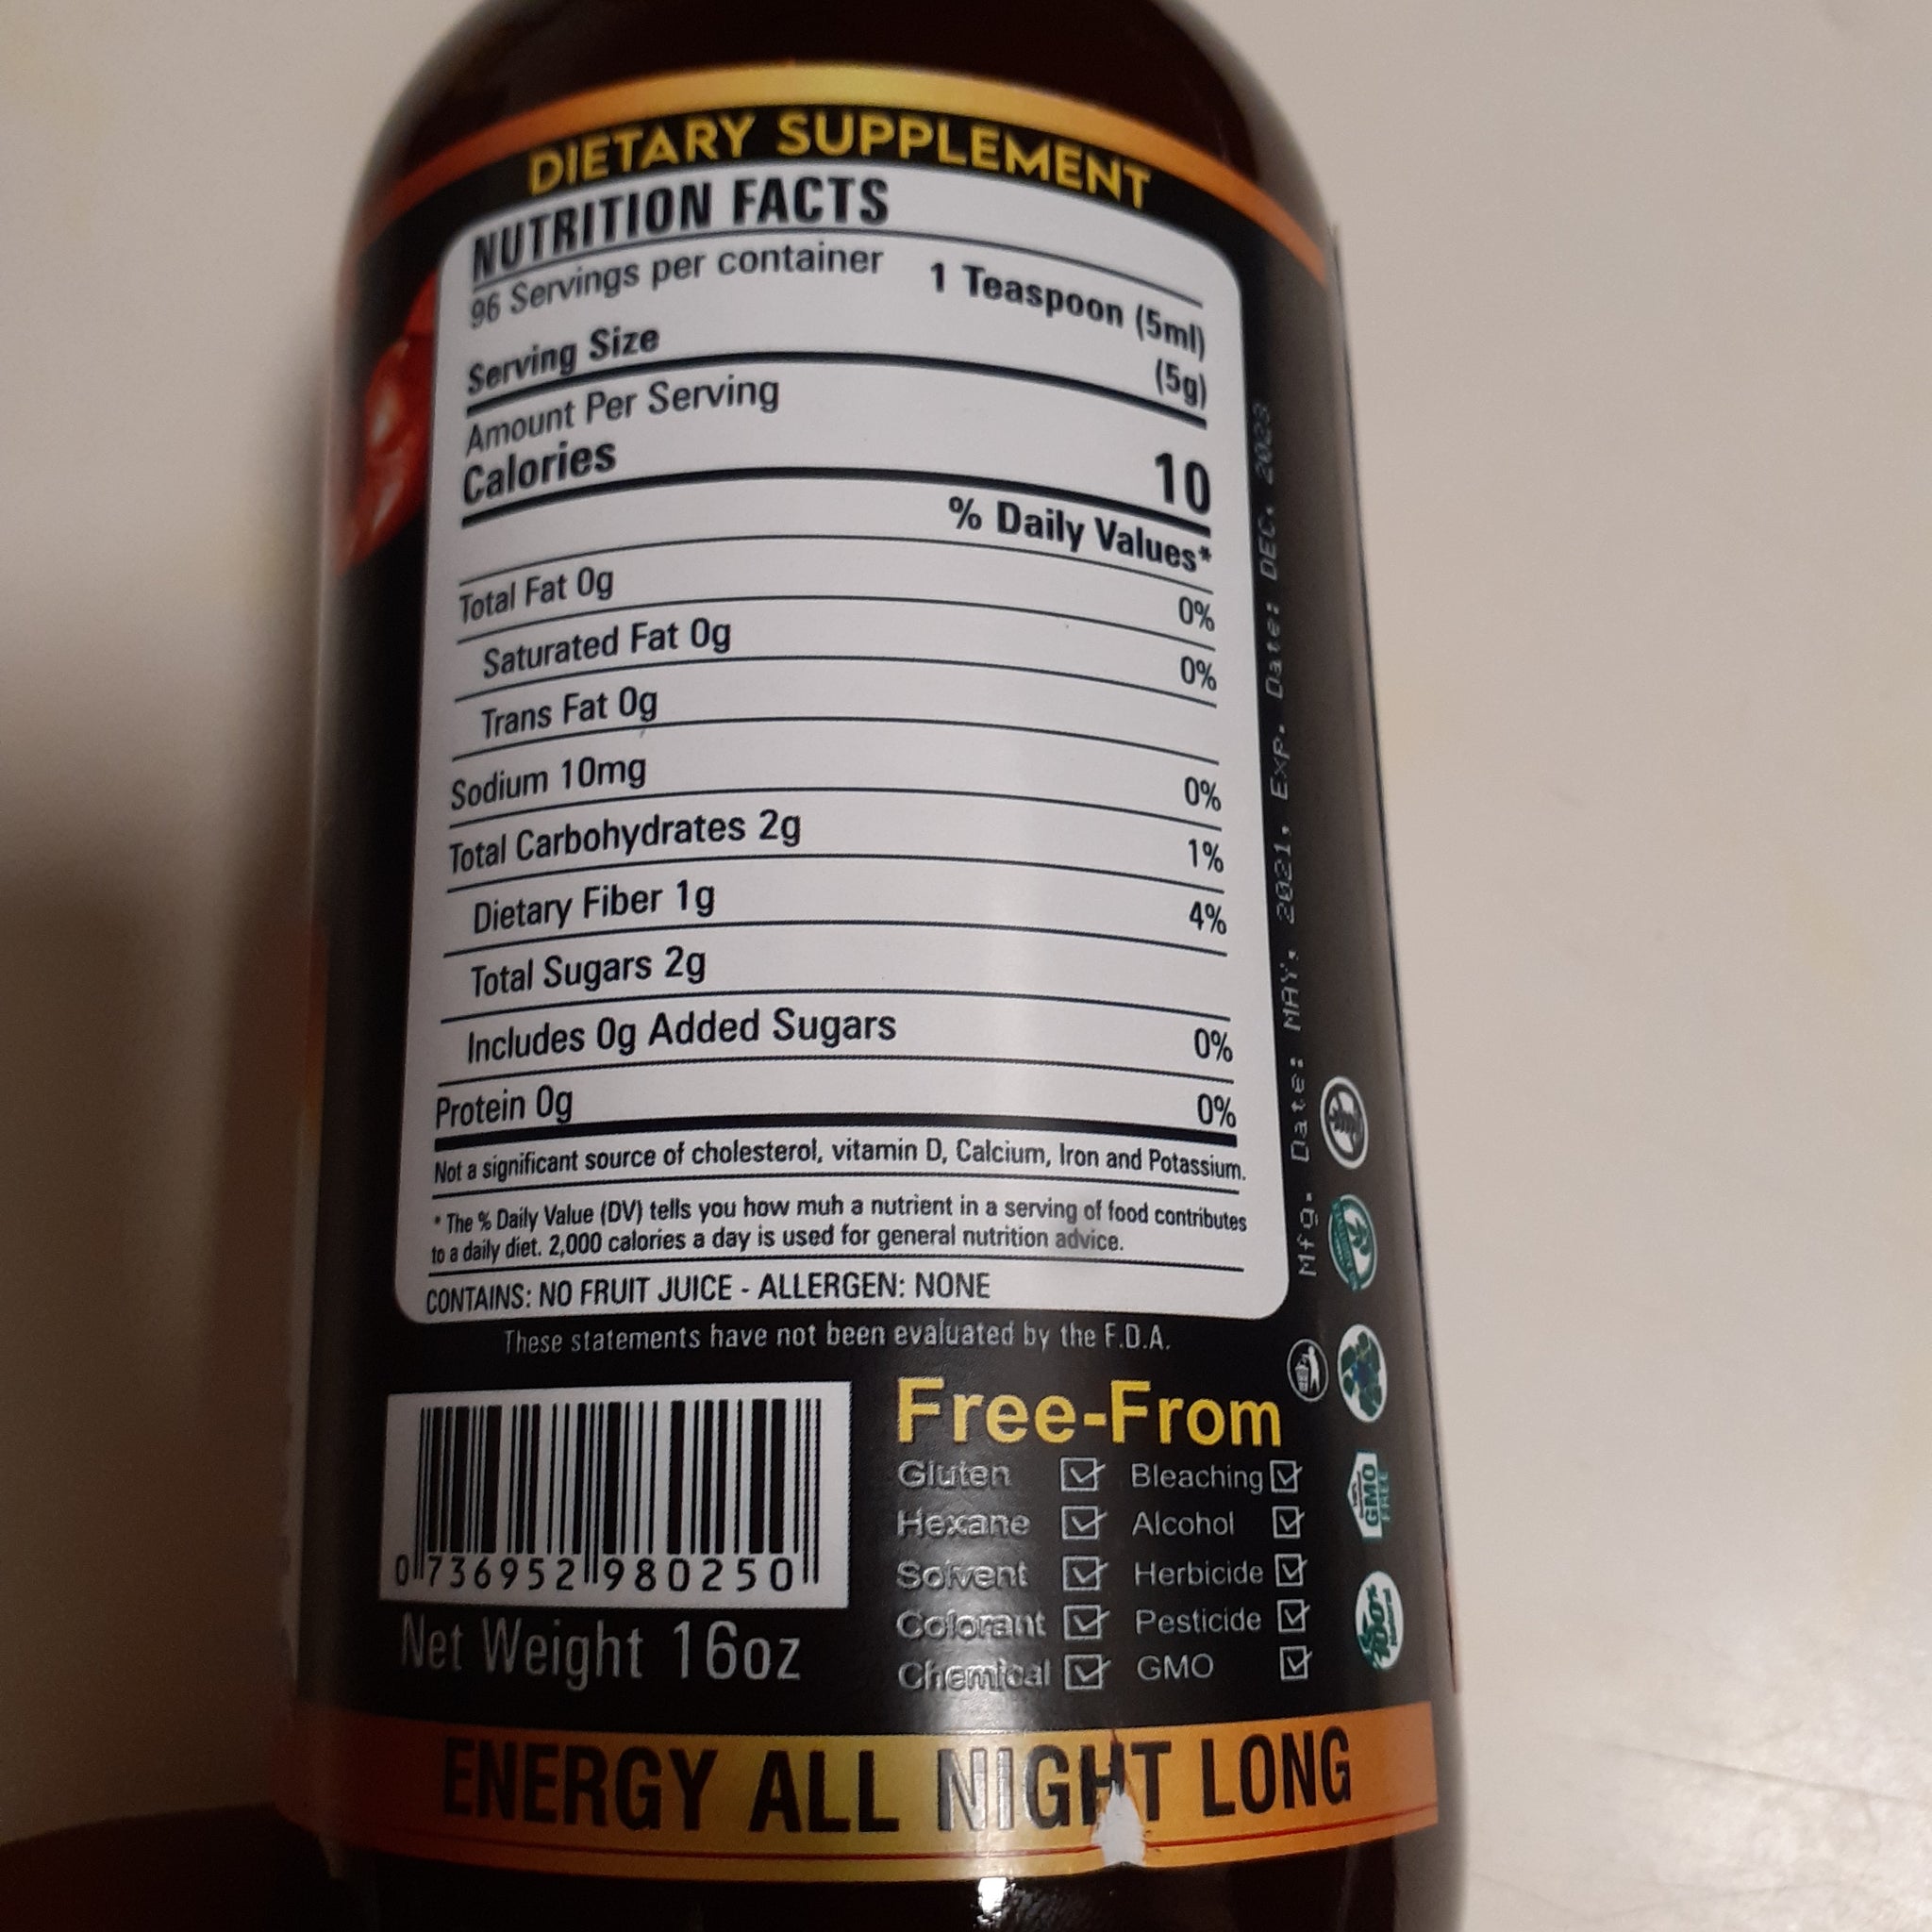 DIETARY SUPPLEMENT
NUTRITION FACTS
96 Servings per container
Serving Size 1 Teaspoon (5ml)
(5g)
Amount Per Serving
Calories 10
% Daily Values*
Total Fat 0g 0%
Saturated Fat 0g 0%
Trans Fat 0g
Sodium 10mg 0%
Total Carbohydrates 2g 1%
Dietary Fiber 1g 4%
Total Sugars 2g
Includes 0g Added Sugars 0%
Protein 0g 0%
Not a significant source of cholesterol, vitamin D, Calcium, Iron and Potassium.
* The % Daily Value (DV) tells you how muh a nutrient in a serving of food contributes
to a daily diet. 2,000 calories a day is used for general nutrition advice.
CONTAINS: NO FRUIT JUICE - ALLERGEN: NONE
These statements have not been evaluated by the F.D.A.
0 736952 980250
Net Weight 16oz
Free-From
Gluten Bleaching
Hexane Alcohol
Solvent Herbicide
Colorant Pesticide
Chemical GMO
ENERGY ALL NIGHT LONG
Mfg. Date: MAY, 2021, Exp. Date: DEC. 2023
GMO
FREE
100%
Natural